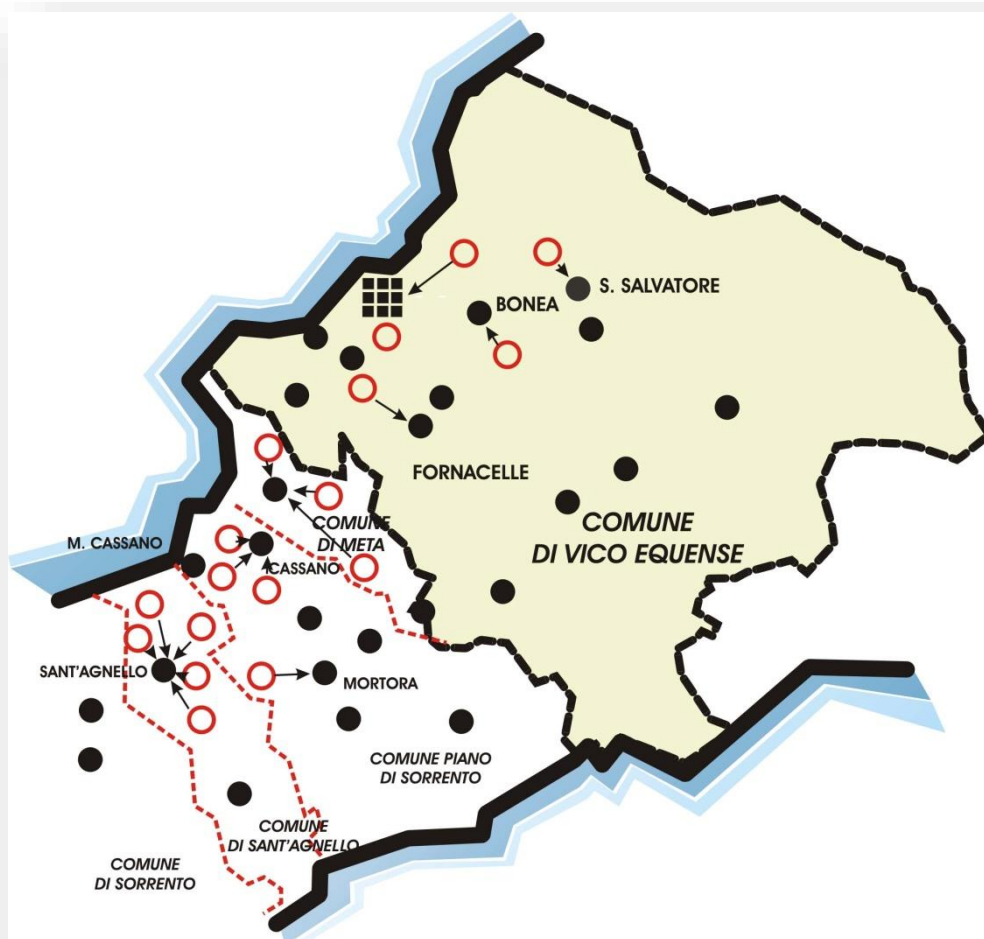 S. SALVATORE
BONEA
FORNACELLE
COMUNE
DI META
COMUNE
DI VICO EQUENSE
M. CASSANO
CASSANO
SANT'AGNELLO
MORTORA
COMUNE PIANO
DI SORRENTO
COMUNE
DI SANT'AGNELLO
COMUNE
DI SORRENTO